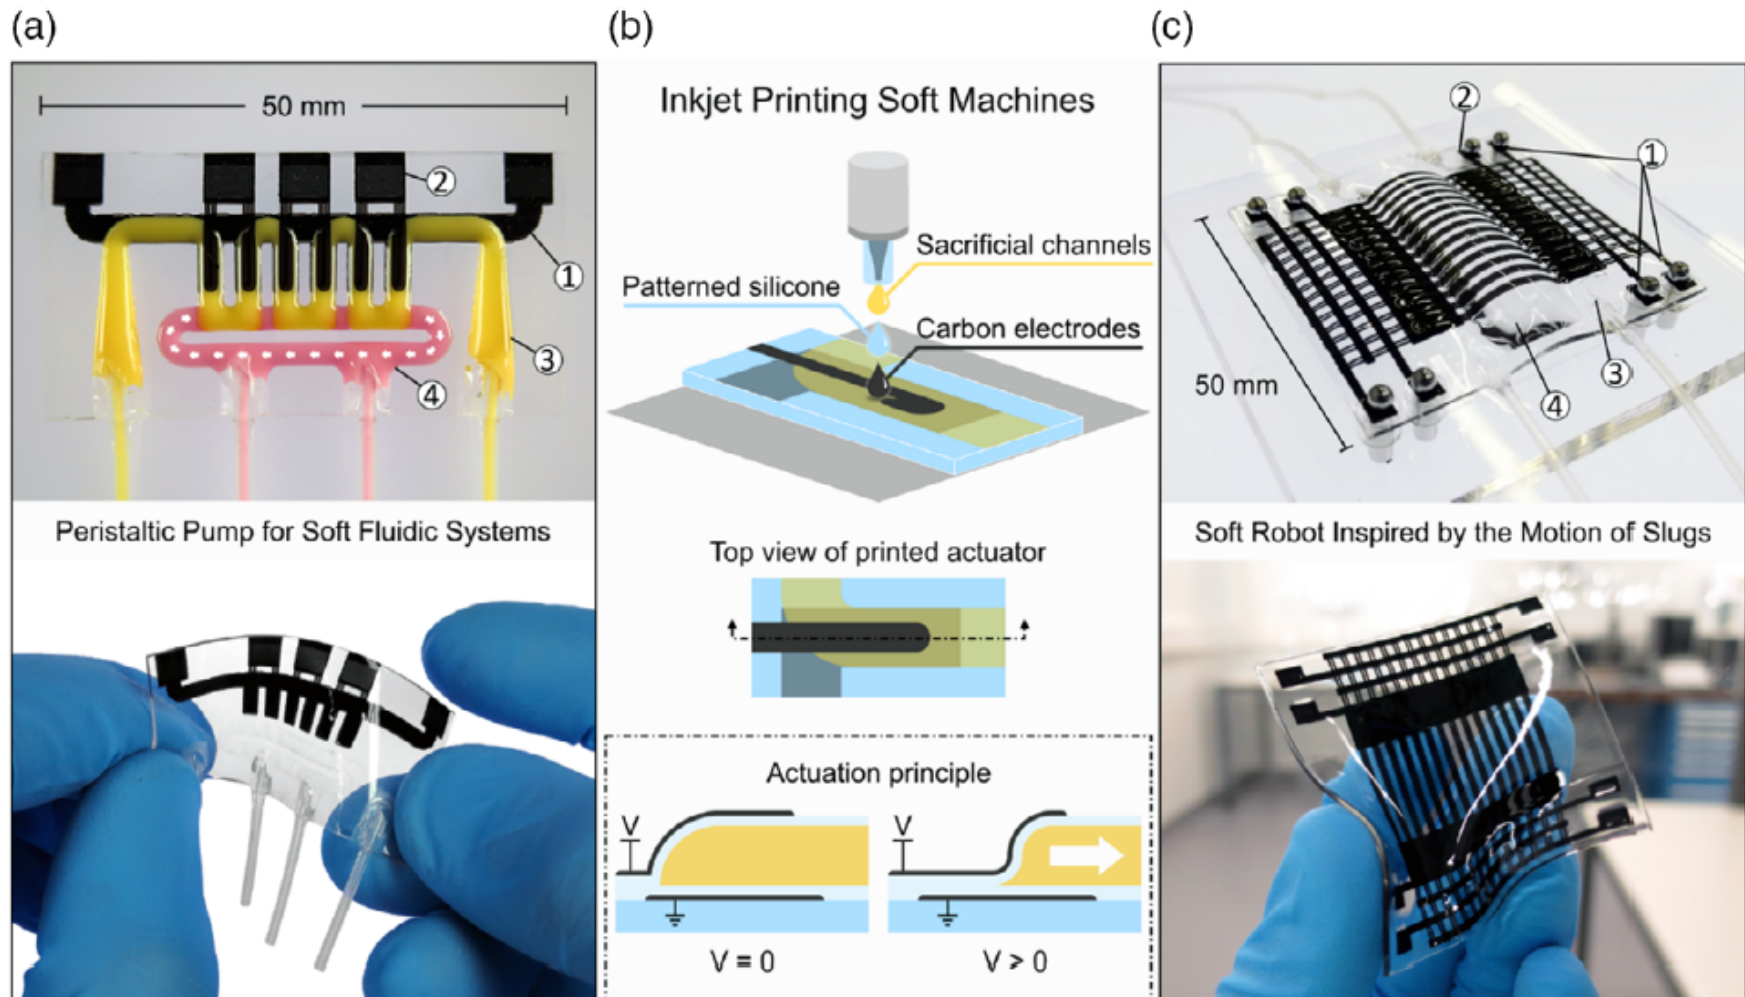 (a)
50 mm
②
①
③
④
Peristaltic Pump for Soft Fluidic Systems
(b)
Inkjet Printing Soft Machines
Sacrificial channels
Patterned silicone
Carbon electrodes
Top view of printed actuator
Actuation principle
V
V
V = 0
V > 0
(c)
②
①
50 mm
③
④
Soft Robot Inspired by the Motion of Slugs